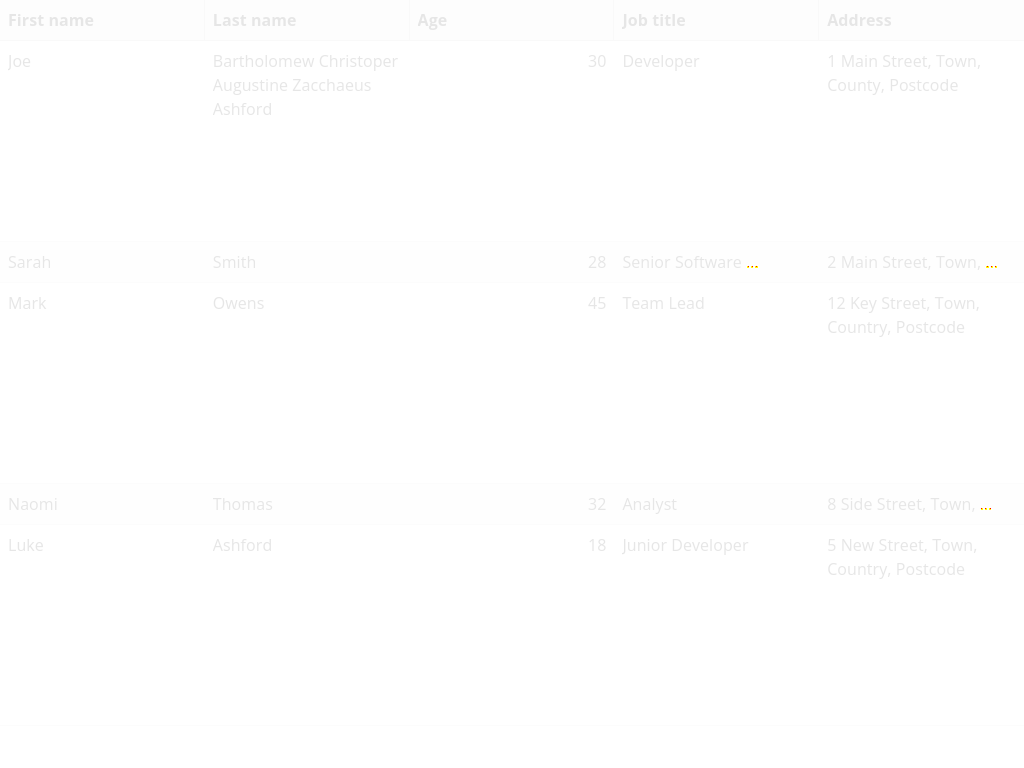 First name Last name Age Job title Address
Joe Bartholomew Christoper 30 Developer 1 Main Street, Town,
Augustine Zacchaeus County, Postcode
Ashford
Sarah Smith 28 Senior Software ... 2 Main Street, Town, ...
Mark Owens 45 Team Lead 12 Key Street, Town,
Country, Postcode
Naomi Thomas 32 Analyst 8 Side Street, Town, ...
Luke Ashford 18 Junior Developer 5 New Street, Town,
Country, Postcode